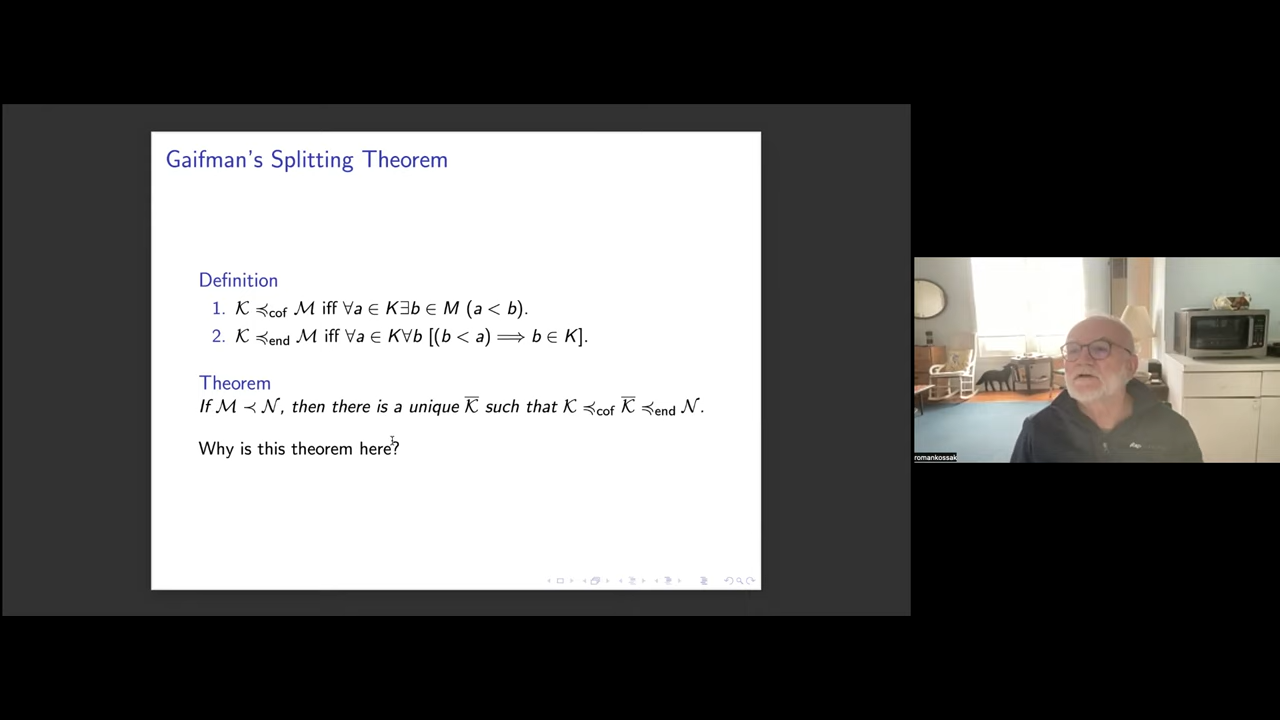 Gaifman's Splitting Theorem
Definition
1. 𝒦 ≼cof ℳ iff ∀a ∈ K∃b ∈ M (a < b).
2. 𝒦 ≼end ℳ iff ∀a ∈ K∀b [(b < a) ⟹ b ∈ K].
Theorem
If ℳ ≺ 𝒩, then there is a unique 𝒦̅ such that 𝒦 ≼cof 𝒦̅ ≼end 𝒩.
Why is this theorem here?
romankossak